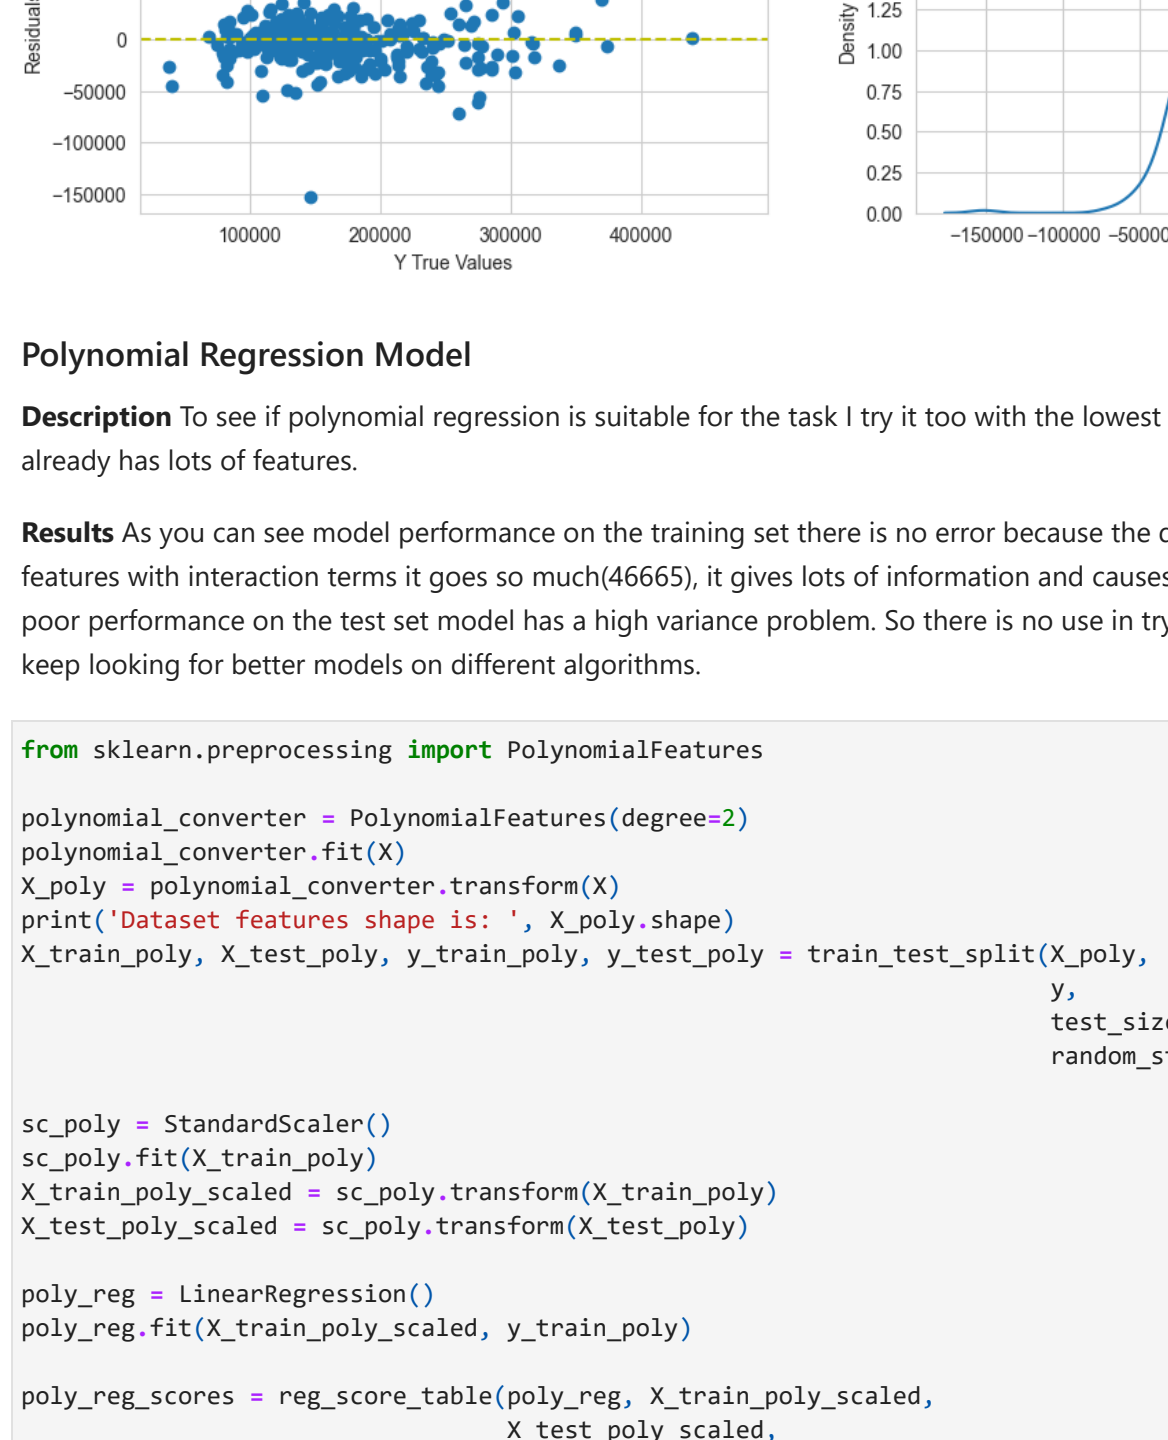 Residuals
0
−50000
−100000
−150000
100000 200000 300000 400000
Y True Values
Density
1.25
1.00
0.75
0.50
0.25
0.00
−150000 −100000 −50000
Polynomial Regression Model
Description To see if polynomial regression is suitable for the task I try it too with the lowest
already has lots of features.
Results As you can see model performance on the training set there is no error because the
features with interaction terms it goes so much(46665), it gives lots of information and causes
poor performance on the test set model has a high variance problem. So there is no use in
keep looking for better models on different algorithms.
from sklearn.preprocessing import PolynomialFeatures
polynomial_converter = PolynomialFeatures(degree=2)
polynomial_converter.fit(X)
X_poly = polynomial_converter.transform(X)
print('Dataset features shape is: ', X_poly.shape)
X_train_poly, X_test_poly, y_train_poly, y_test_poly = train_test_split(X_poly,
y,
test_size
random_st
sc_poly = StandardScaler()
sc_poly.fit(X_train_poly)
X_train_poly_scaled = sc_poly.transform(X_train_poly)
X_test_poly_scaled = sc_poly.transform(X_test_poly)
poly_reg = LinearRegression()
poly_reg.fit(X_train_poly_scaled, y_train_poly)
poly_reg_scores = reg_score_table(poly_reg, X_train_poly_scaled,
X_test_poly_scaled,